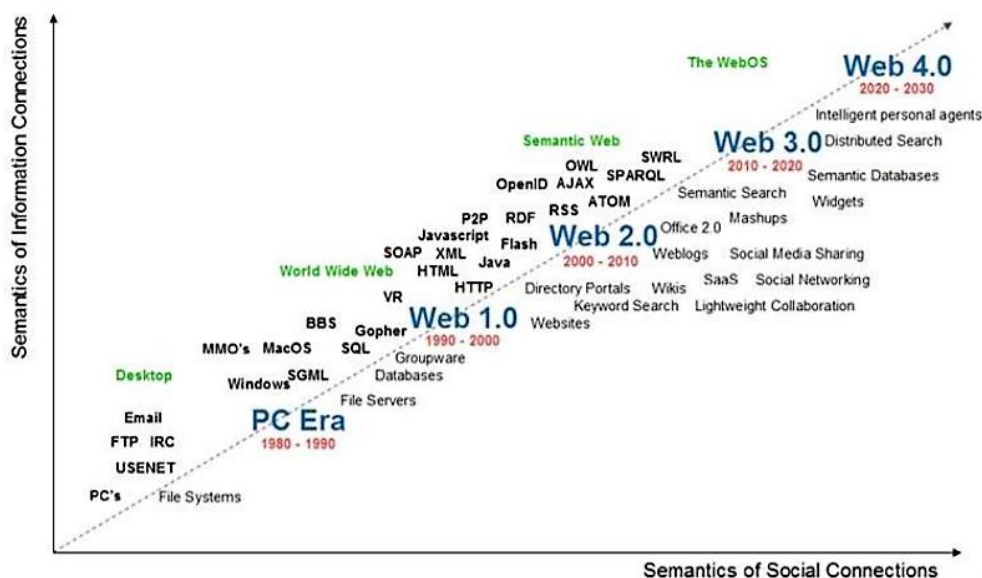 Semantics of Information Connections
The WebOS
Web 4.0
2020 - 2030
Intelligent personal agents
Semantic Web
Web 3.0
Distributed Search
2010 - 2020
SWRL
OWL
SPARQL
Semantic Databases
OpenID
AJAX
Semantic Search
Widgets
ATOM
RSS
Mashups
P2P
RDF
Office 2.0
Javascript
Flash
Web 2.0
2000 - 2010
SOAP
XML
Java
Weblogs
Social Media Sharing
World Wide Web
HTML
HTTP
Directory Portals
Wikis
SaaS
Social Networking
VR
Keyword Search
Lightweight Collaboration
Web 1.0
1990 - 2000
Websites
BBS
Gopher
MMO's
MacOS
SQL
Groupware
Desktop
Windows
SGML
Databases
File Servers
Email
PC Era
1980 - 1990
FTP
IRC
USENET
PC's
File Systems
Semantics of Social Connections